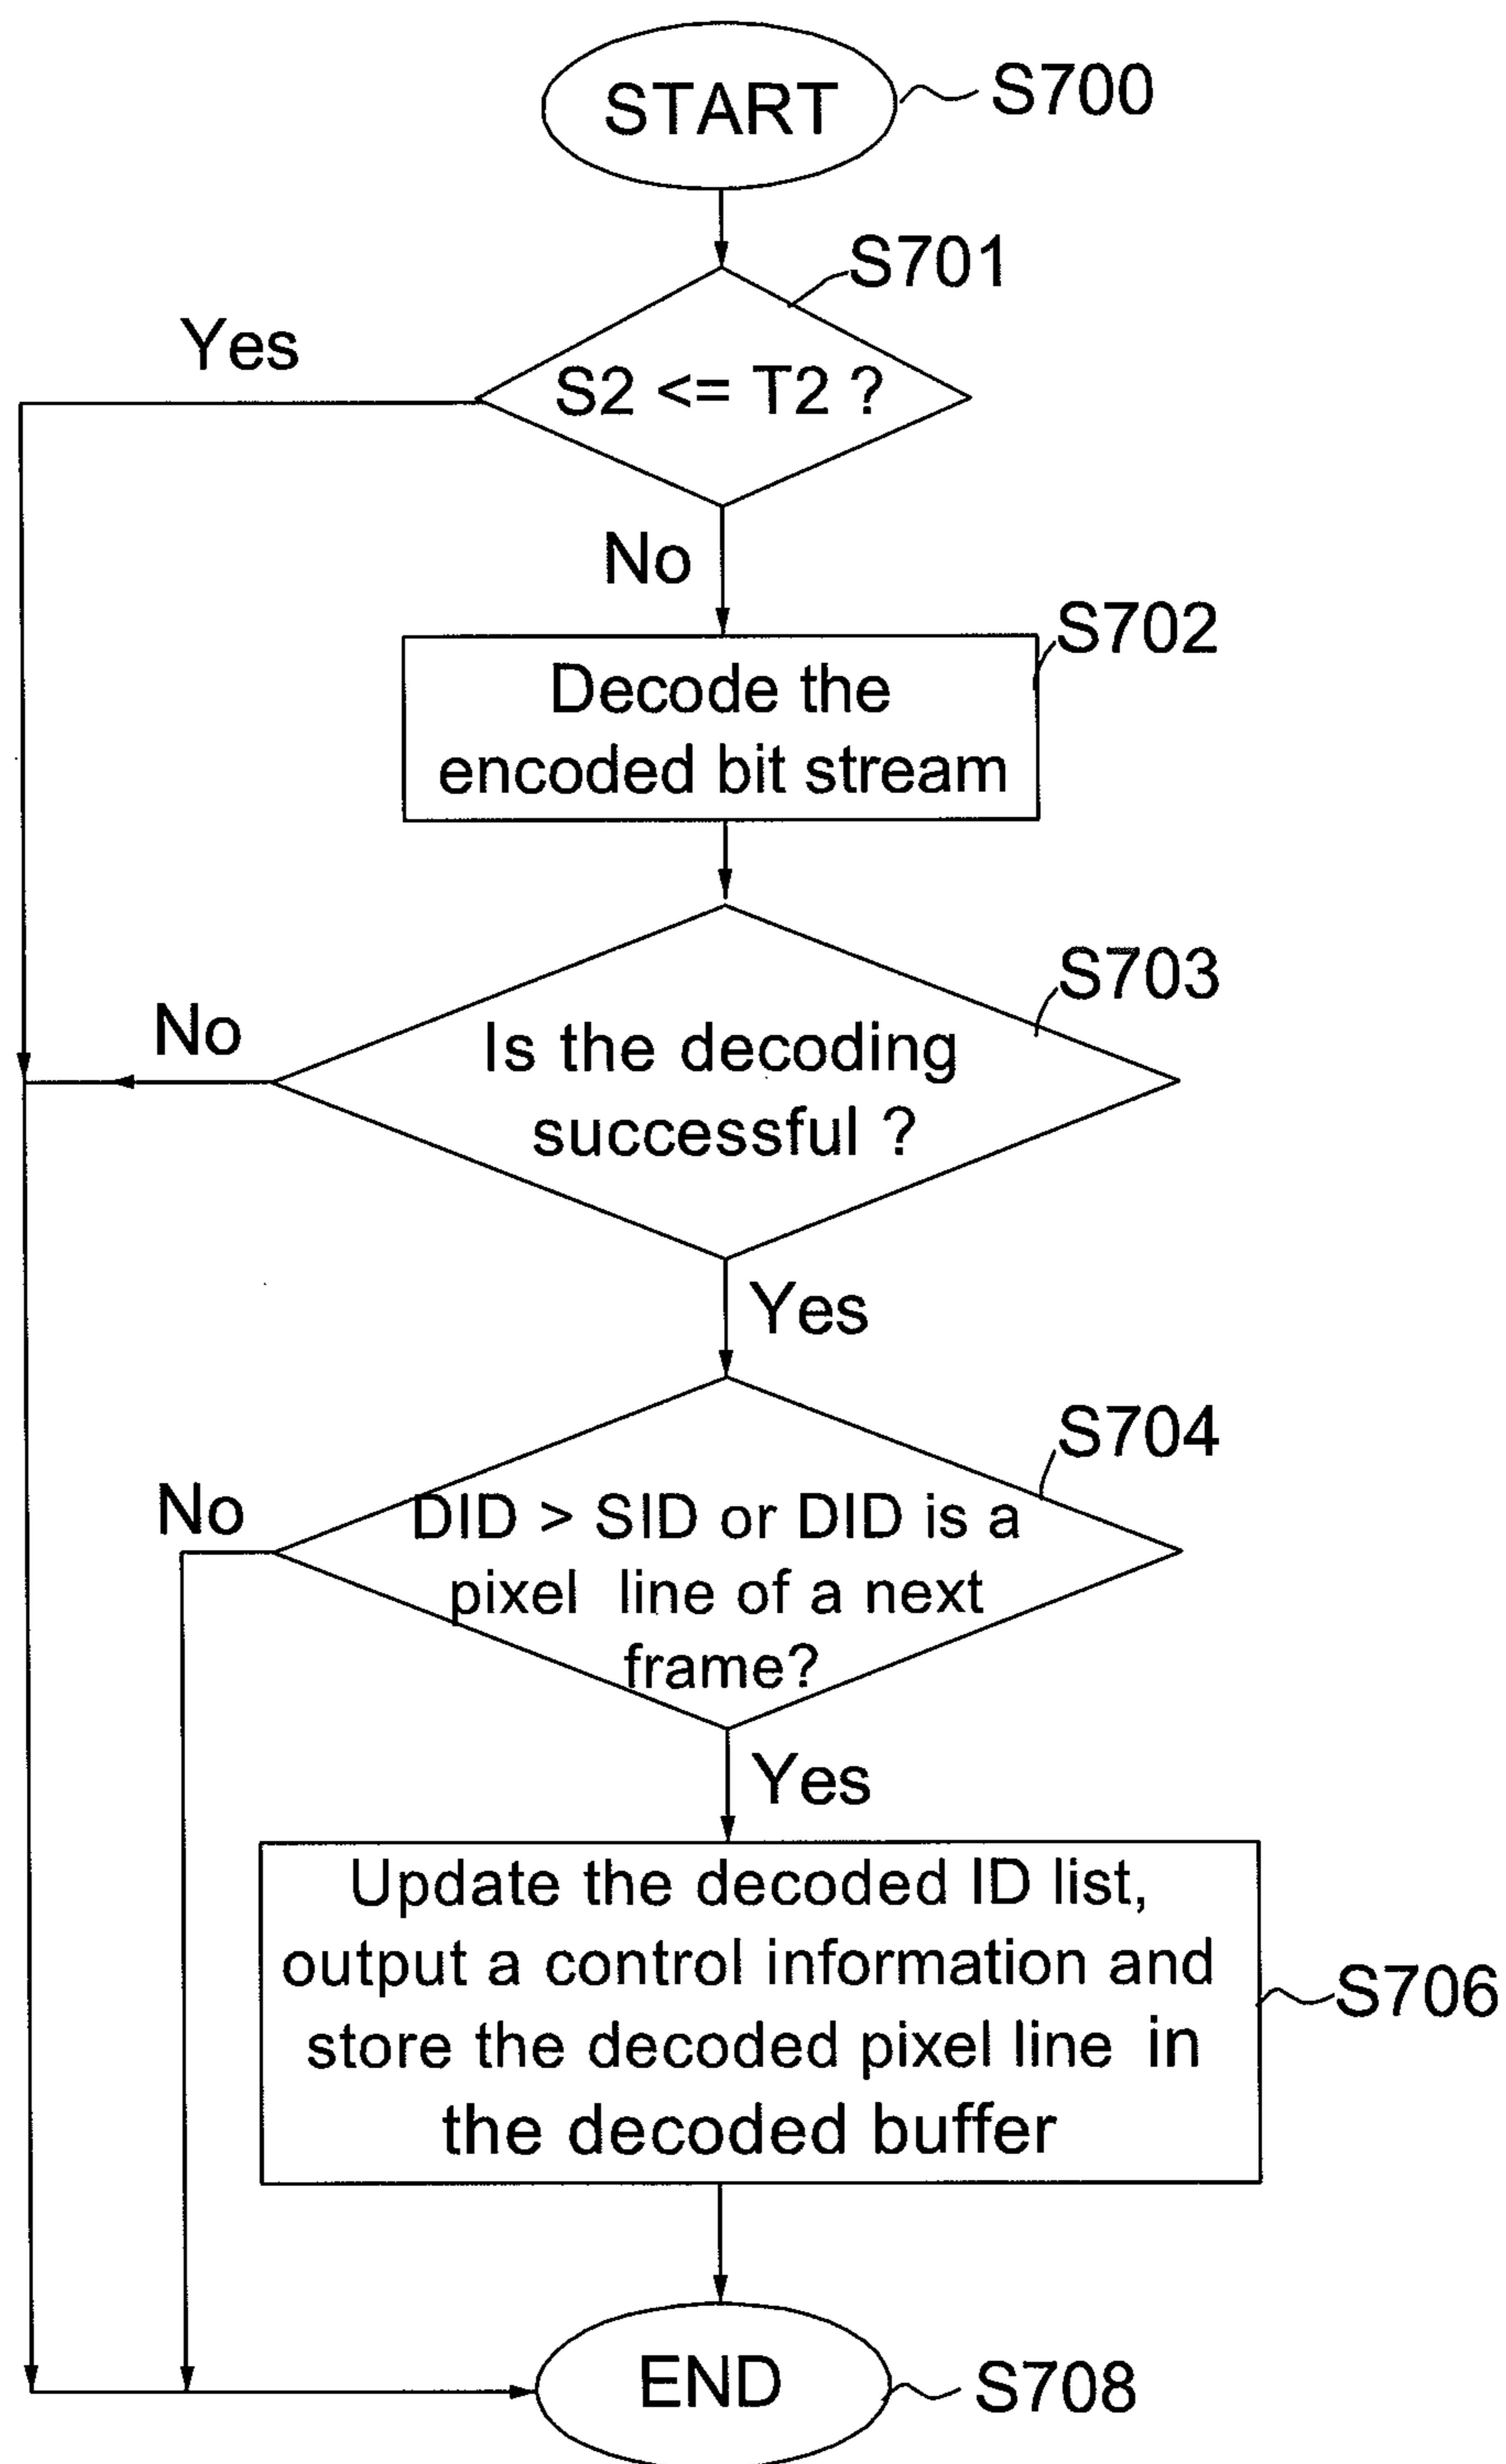 START
S700
S701
Yes
S2 <= T2 ?
No
S702
Decode the
encoded bit stream
S703
No
Is the decoding
successful ?
Yes
S704
No
DID > SID or DID is a
pixel line of a next
frame?
Yes
Update the decoded ID list,
output a control information and
store the decoded pixel line in
the decoded buffer
S706
END
S708